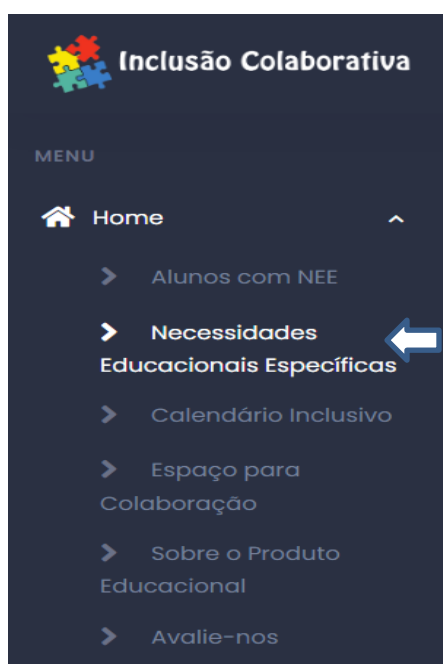 Inclusão Colaborativa
MENU
Home
Alunos com NEE
Necessidades
Educacionais Específicas
Calendário Inclusivo
Espaço para
Colaboração
Sobre o Produto
Educacional
Avalie-nos